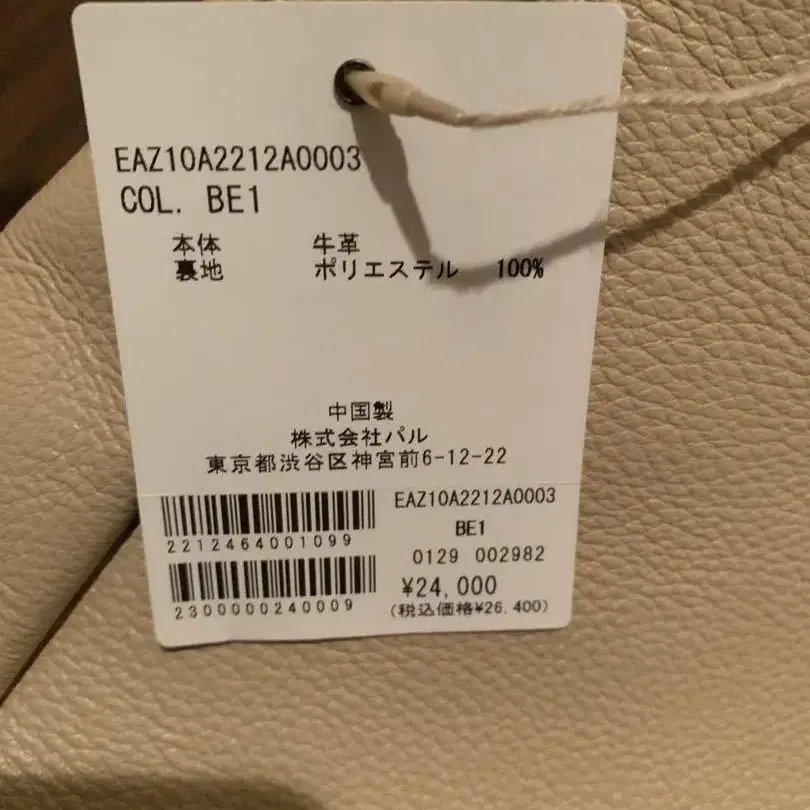 EAZ10A2212A0003
COL. BE1
本体 牛革
裏地 ポリエステル 100%
中国製
株式会社パル
東京都渋谷区神宮前6-12-22
EAZ10A2212A0003
BE1
2212464001099
0129 002982
¥24,000
2300000240009
(税込価格¥26,400)